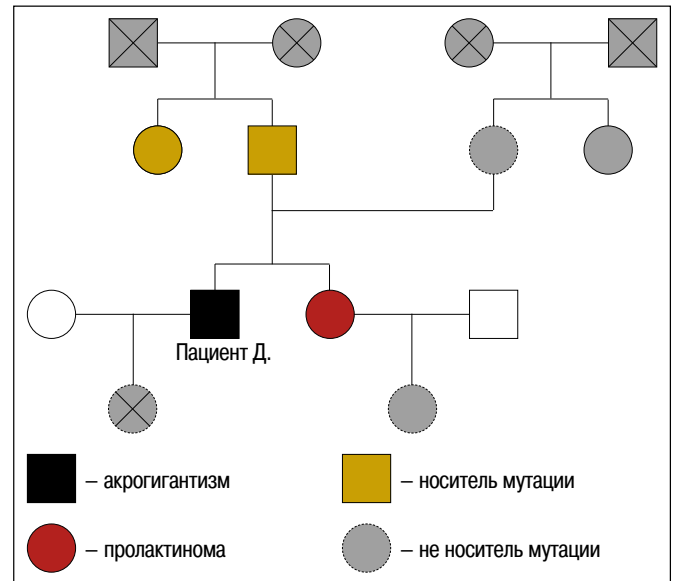 Пациент Д.
– акрогигантизм
– носитель мутации
– пролактинома
– не носитель мутации